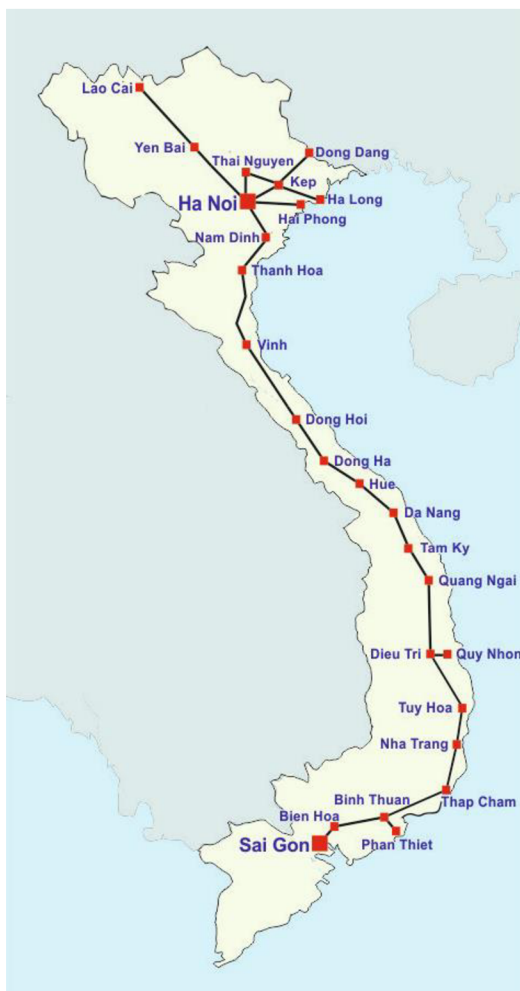 Lao Cai
Yen Bai
Dong Dang
Thai Nguyen
Kep
Ha Noi
Ha Long
Hai Phong
Nam Dinh
Thanh Hoa
Vinh
Dong Hoi
Dong Ha
Hue
Da Nang
Tam Ky
Quang Ngai
Dieu Tri
Quy Nhon
Tuy Hoa
Nha Trang
Thap Cham
Binh Thuan
Bien Hoa
Sai Gon
Phan Thiet